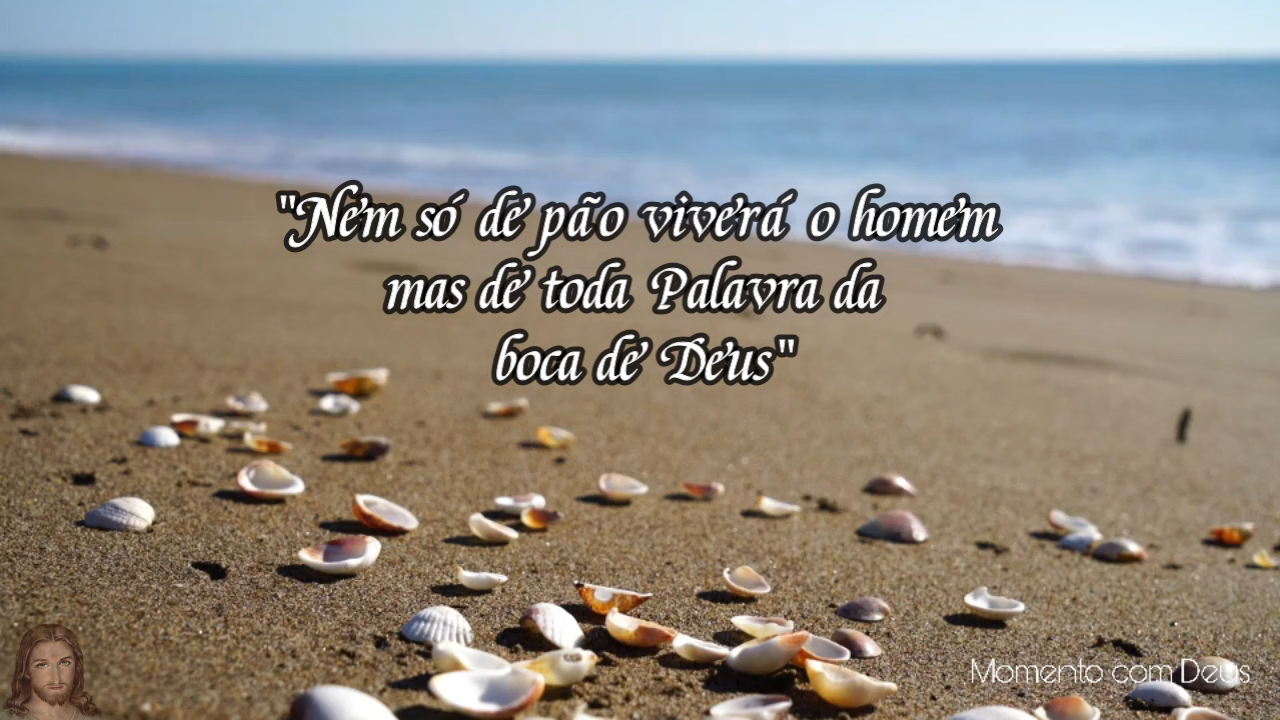 "Nem só de pão viverá o homem
mas de toda Palavra da
boca de Deus"
Momento com Deus